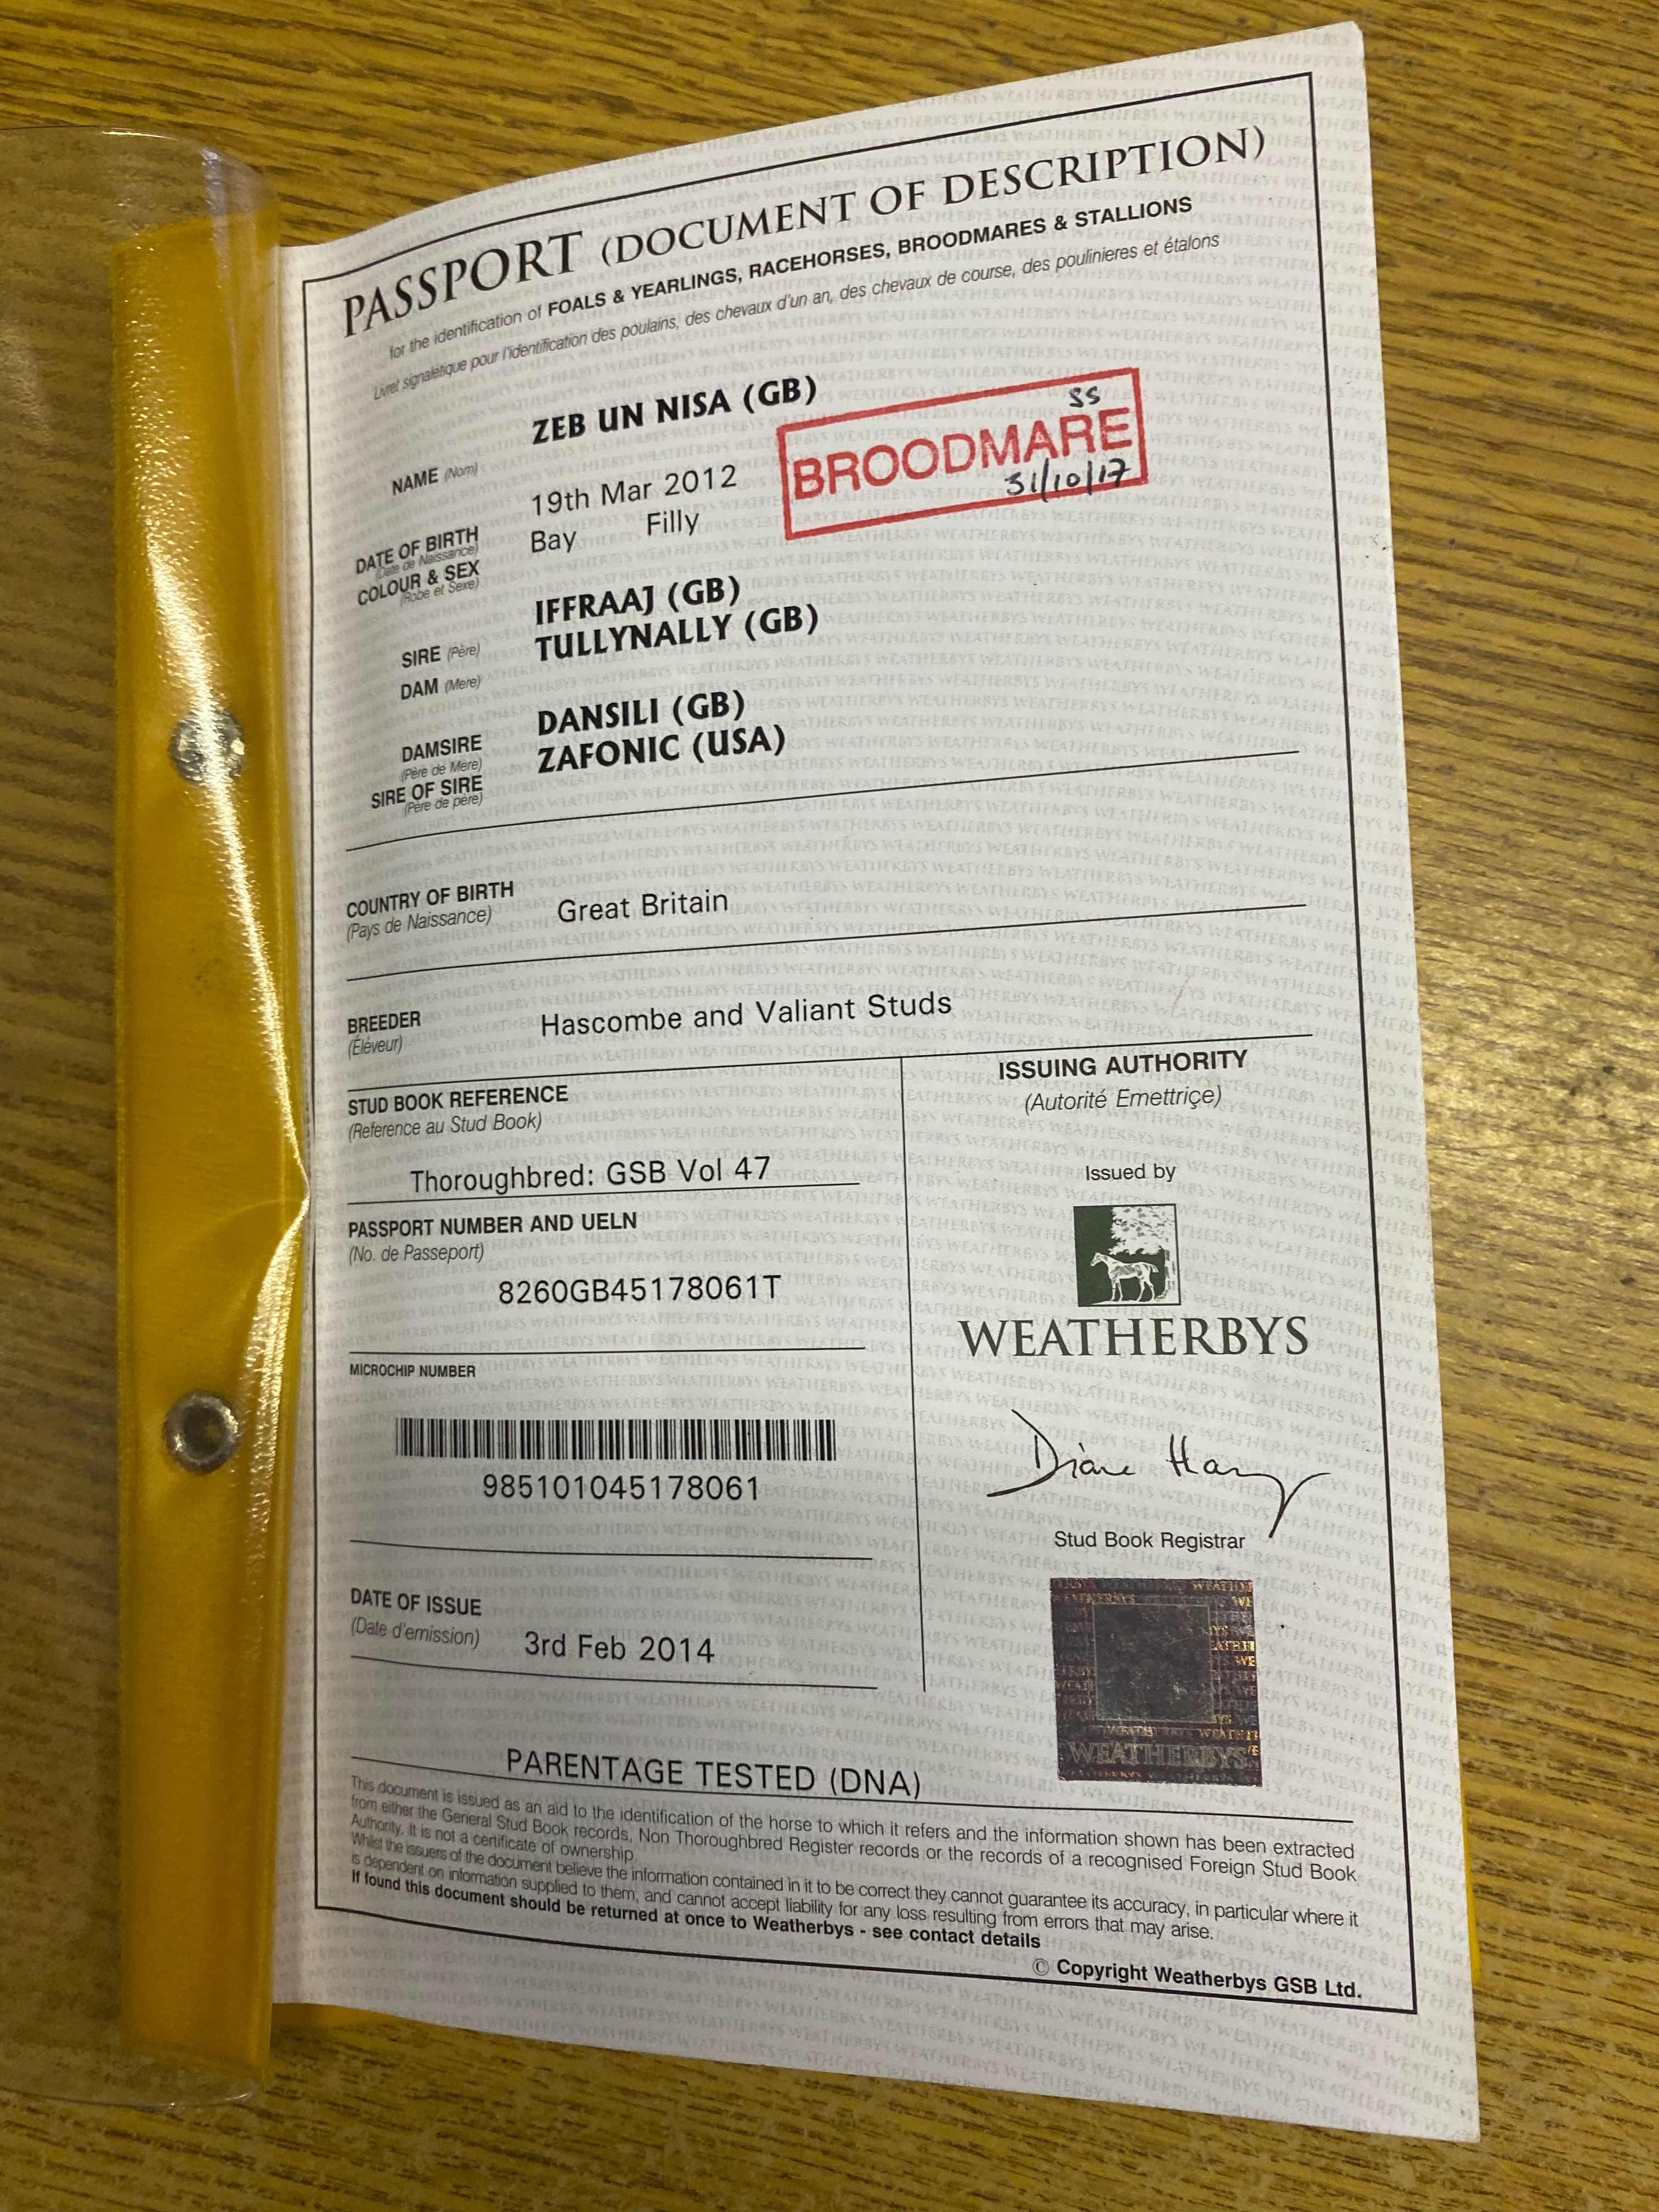 PASSPORT (DOCUMENT OF DESCRIPTION)
for the identification of FOALS & YEARLINGS, RACEHORSES, BROODMARES & STALLIONS
Livret signalétique pour l'identification des poulains, des chevaux d'un an, des chevaux de course, des poulinieres et étalons
NAME (Nom) ZEB UN NISA (GB)
SS
BROODMARE
31/10/17
DATE OF BIRTH 19th Mar 2012
(Date de Naissance)
COLOUR & SEX Bay Filly
(Robe et Sexe)
SIRE (Père) IFFRAAJ (GB)
DAM (Mere) TULLYNALLY (GB)
DAMSIRE DANSILI (GB)
(Père de Mere)
SIRE OF SIRE ZAFONIC (USA)
(Père de père)
COUNTRY OF BIRTH Great Britain
(Pays de Naissance)
BREEDER Hascombe and Valiant Studs
(Éléveur)
STUD BOOK REFERENCE
(Reference au Stud Book)
Thoroughbred: GSB Vol 47
PASSPORT NUMBER AND UELN
(No. de Passeport)
8260GB45178061T
MICROCHIP NUMBER
985101045178061
DATE OF ISSUE
(Date d'emission) 3rd Feb 2014
ISSUING AUTHORITY
(Autorité Emettriçe)
Issued by
WEATHERBYS
Stud Book Registrar
WEATHERBYS
PARENTAGE TESTED (DNA)
This document is issued as an aid to the identification of the horse to which it refers and the information shown has been extracted
from either the General Stud Book records, Non Thoroughbred Register records or the records of a recognised Foreign Stud Book
Authority. It is not a certificate of ownership.
Whilst the issuers of the document believe the information contained in it to be correct they cannot guarantee its accuracy, in particular where it
is dependent on information supplied to them, and cannot accept liability for any loss resulting from errors that may arise.
If found this document should be returned at once to Weatherbys - see contact details
© Copyright Weatherbys GSB Ltd.